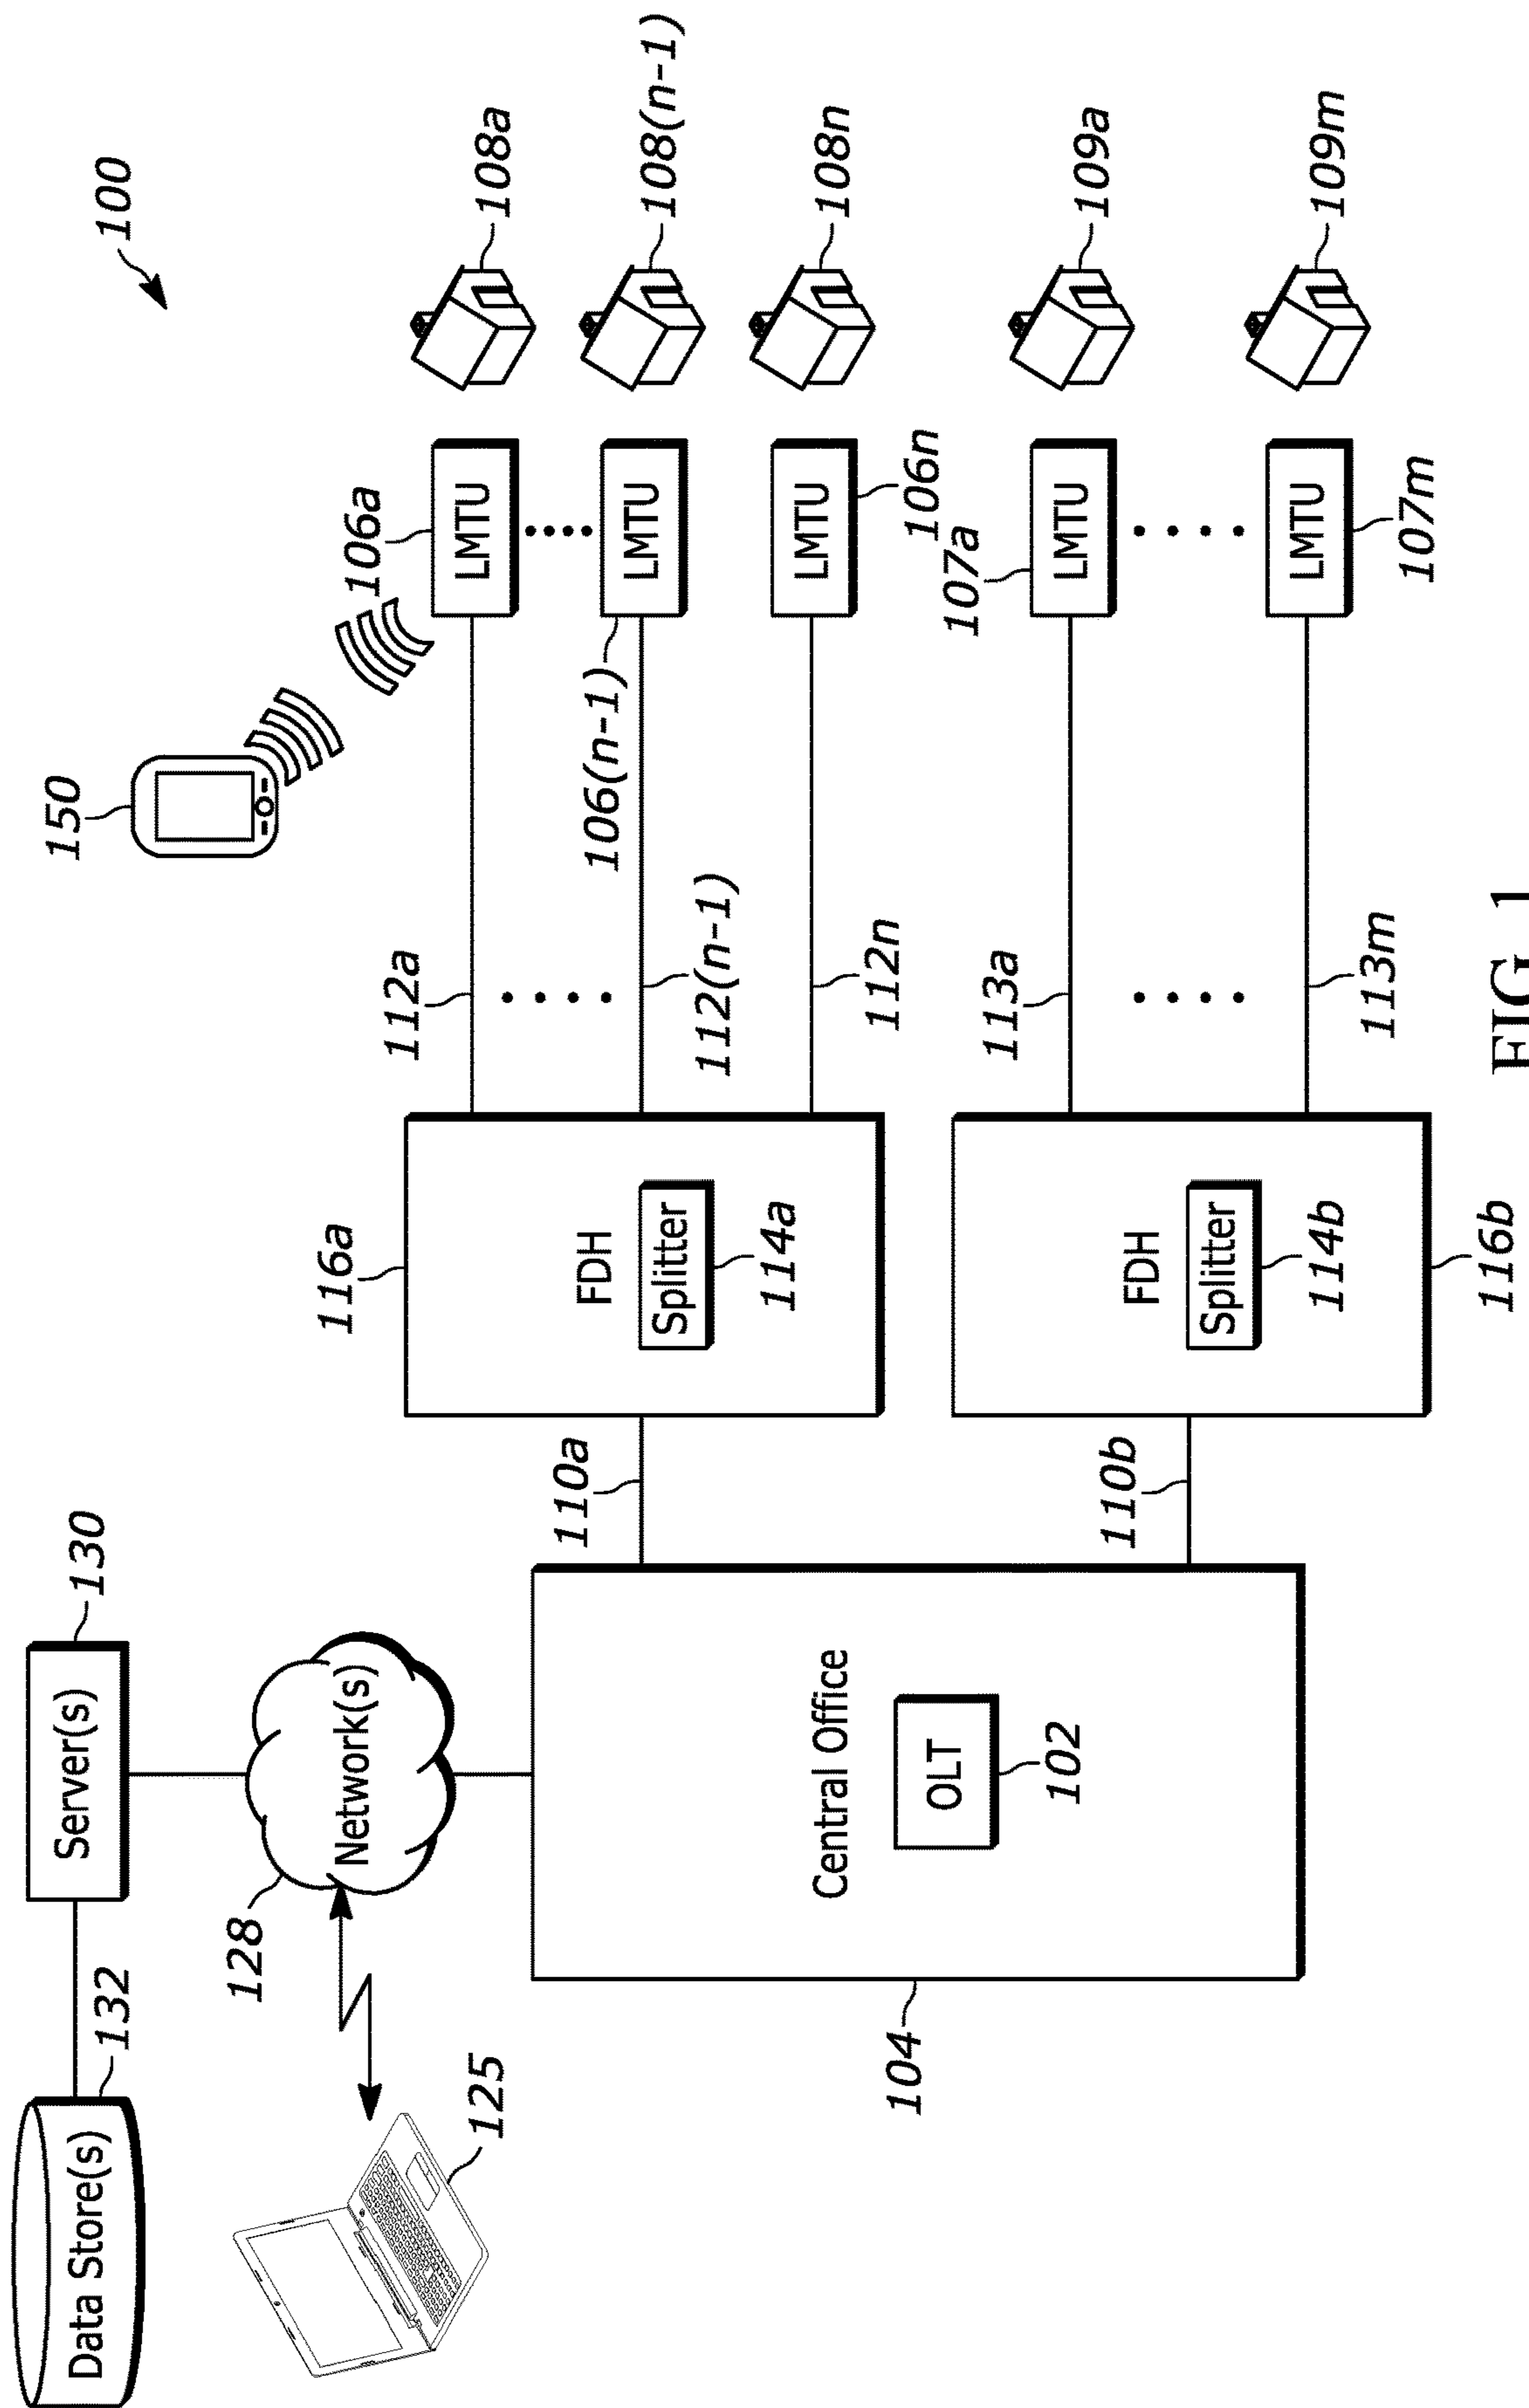 100
150
Data Store(s)
132
Server(s)
130
128
Network(s)
125
104
Central Office
OLT
102
110a
110b
116a
FDH
Splitter
114a
112a
112(n-1)
112n
106a
LMTU
106(n-1)
LMTU
LMTU
106n
108a
108(n-1)
108n
FDH
Splitter
114b
116b
113a
113m
107a
LMTU
LMTU
107m
109a
109m
FIG. 1